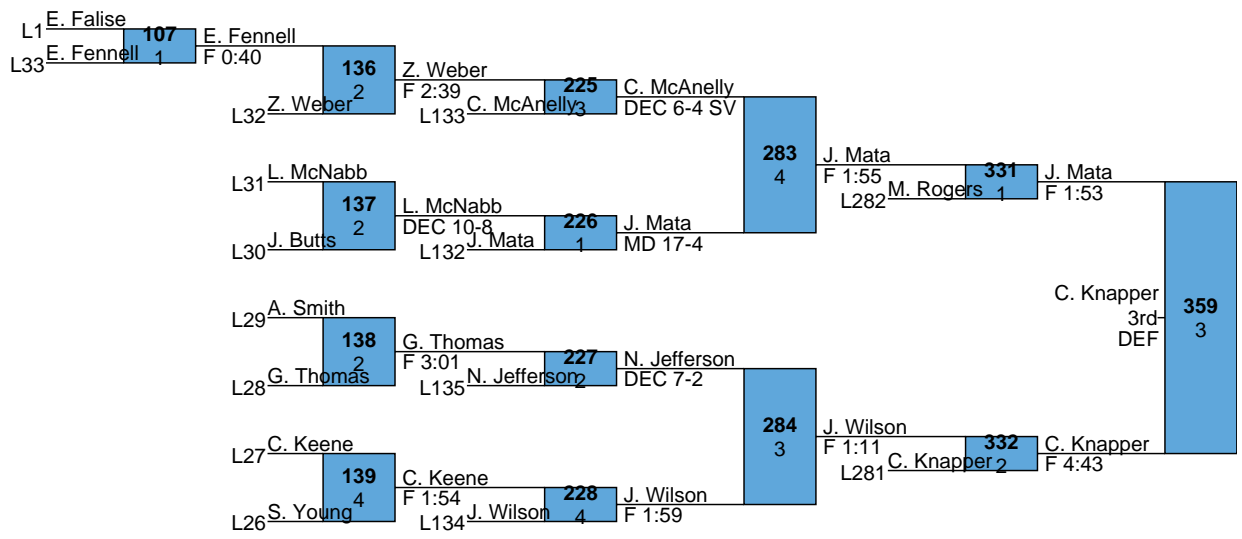 E. Falise
L1
107
E. Fennell
E. Fennell
L33
1
F 0:40
136
Z. Weber
2
F 2:39
225
C. McAnelly
Z. Weber
C. McAnelly
3
DEC 6-4 SV
L32
L133
283
J. Mata
331
J. Mata
4
F 1:55
L. McNabb
M. Rogers
1
F 1:53
L31
L282
137
L. McNabb
2
DEC 10-8
226
J. Mata
J. Butts
J. Mata
1
MD 17-4
L30
L132
C. Knapper
359
3rd
3
DEF
A. Smith
L29
138
G. Thomas
2
F 3:01
227
N. Jefferson
G. Thomas
N. Jefferson
2
DEC 7-2
L28
L135
284
J. Wilson
332
C. Knapper
3
F 1:11
C. Keene
C. Knapper
2
F 4:43
L27
L281
139
C. Keene
4
F 1:54
228
J. Wilson
S. Young
J. Wilson
4
F 1:59
L26
L134